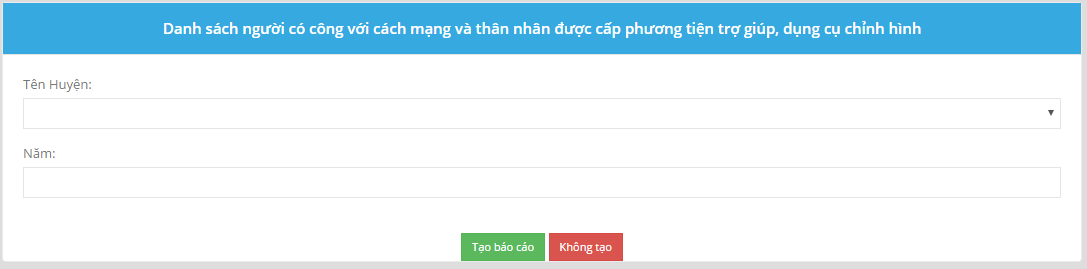 Danh sách người có công với cách mạng và thân nhân được cấp phương tiện trợ giúp, dụng cụ chỉnh hình
Tên Huyện:
Năm:
Tạo báo cáo Không tạo